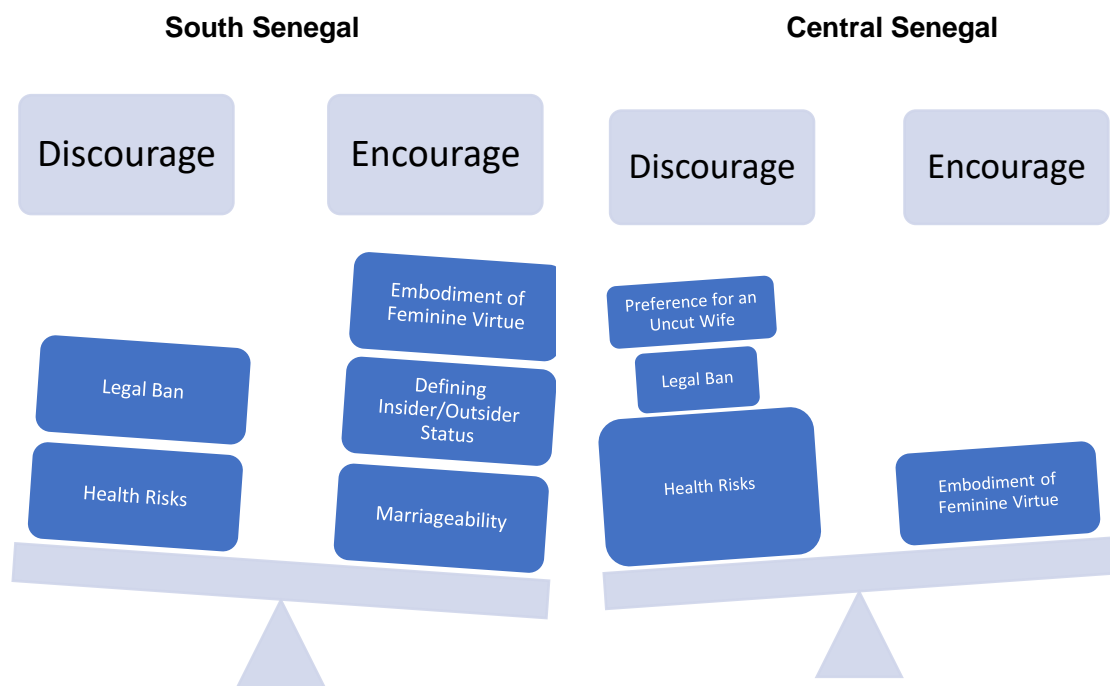 South Senegal
Discourage
Encourage
Embodiment of
Feminine Virtue
Legal Ban
Defining
Insider/Outsider
Status
Health Risks
Marriageability
Central Senegal
Discourage
Encourage
Preference for an
Uncut Wife
Legal Ban
Health Risks
Embodiment of
Feminine Virtue